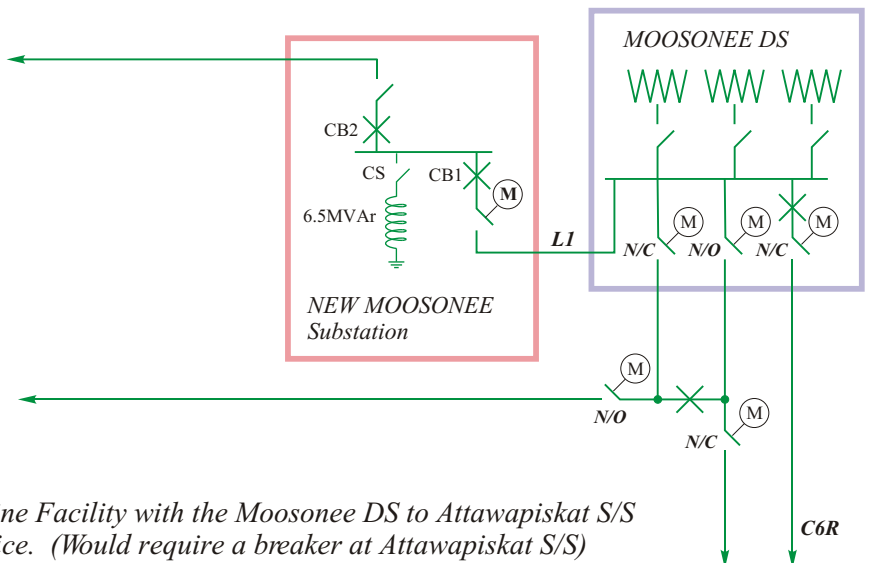 MOOSONEE DS
CB2
CS
CB1
M
6.5MVAr
L1
N/C
M
N/O
M
N/C
M
NEW MOOSONEE
Substation
M
N/O
M
N/C
ine Facility with the Moosonee DS to Attawapiskat S/S
ice. (Would require a breaker at Attawapiskat S/S)
C6R